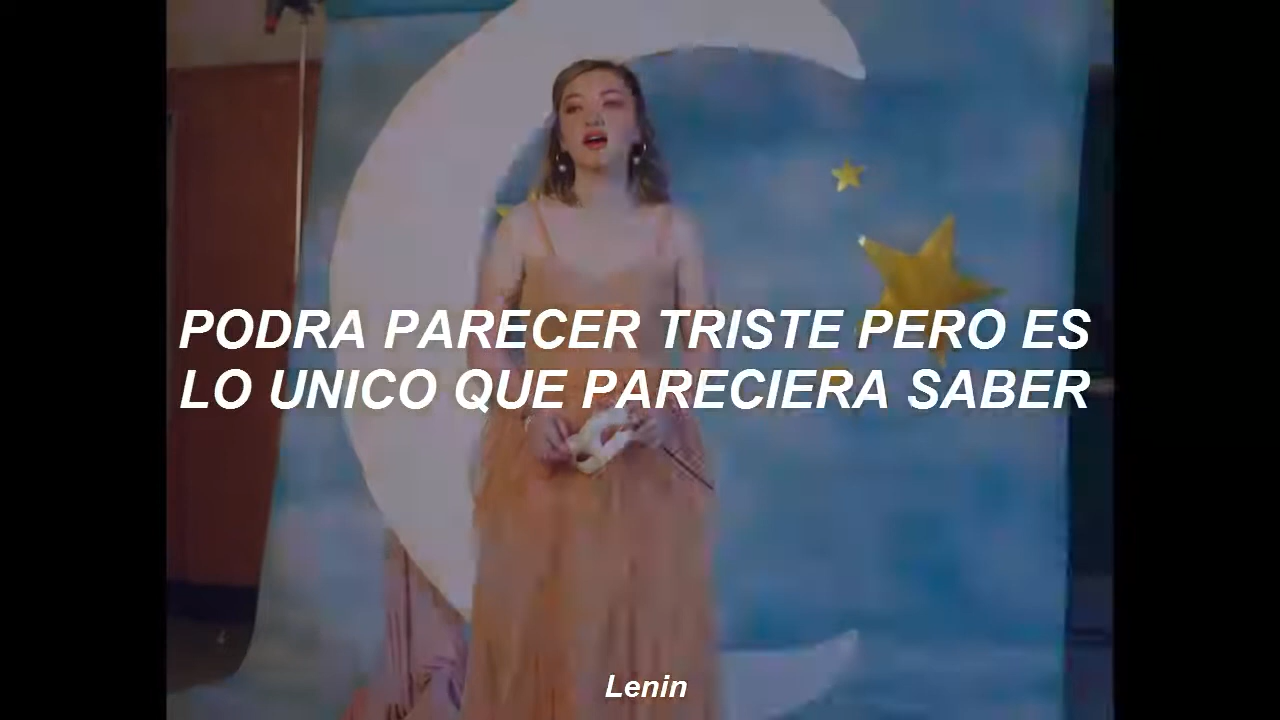 PODRA PARECER TRISTE PERO ES
LO UNICO QUE PARECIERA SABER
Lenin